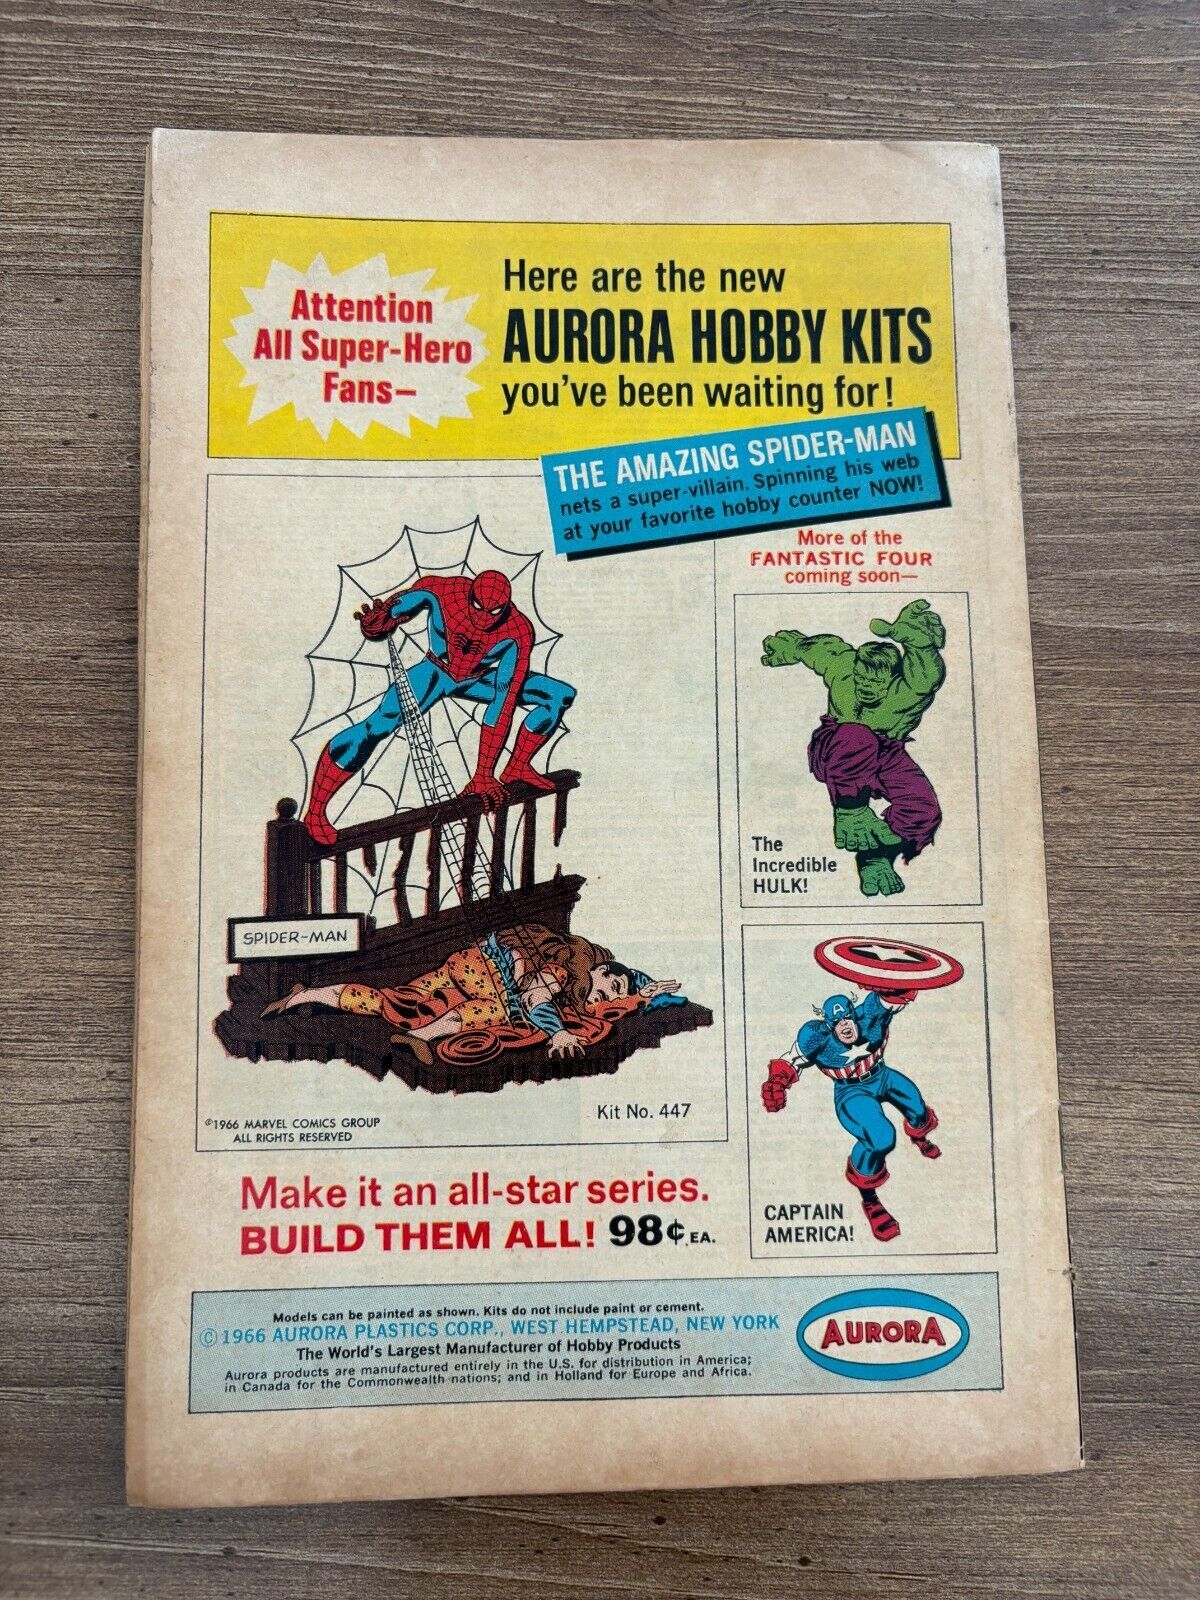 Attention
All Super-Hero
Fans—
Here are the new
AURORA HOBBY KITS
you've been waiting for!
THE AMAZING SPIDER-MAN
nets a super-villain. Spinning his web
at your favorite hobby counter NOW!
More of the
FANTASTIC FOUR
coming soon—
The
Incredible
HULK!
SPIDER-MAN
Kit No. 447
©1966 MARVEL COMICS GROUP
ALL RIGHTS RESERVED
CAPTAIN
AMERICA!
Make it an all-star series.
BUILD THEM ALL! 98¢ EA.
Models can be painted as shown. Kits do not include paint or cement.
© 1966 AURORA PLASTICS CORP., WEST HEMPSTEAD, NEW YORK
The World's Largest Manufacturer of Hobby Products
Aurora products are manufactured entirely in the U.S. for distribution in America;
in Canada for the Commonwealth nations; and in Holland for Europe and Africa.
AURORA